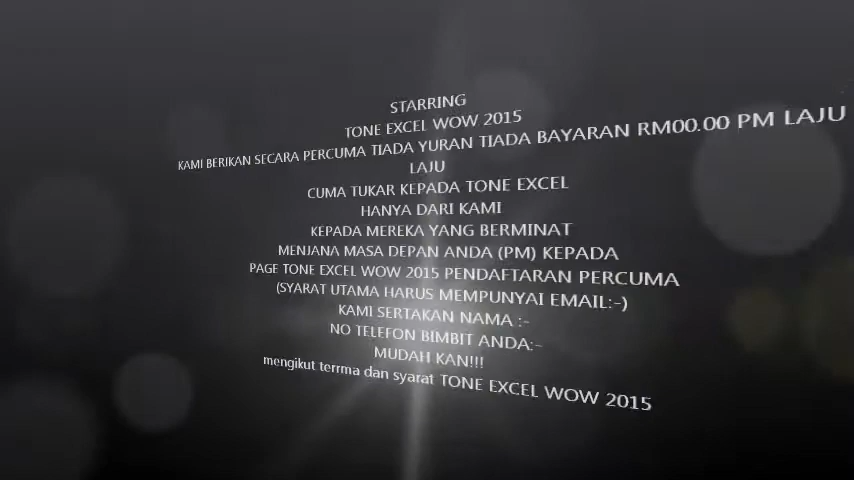 STARRING
TONE EXCEL WOW 2015
KAMI BERIKAN SECARA PERCUMA TIADA YURAN TIADA BAYARAN RM00.00 PM LAJU
LAJU
CUMA TUKAR KEPADA TONE EXCEL
HANYA DARI KAMI
KEPADA MEREKA YANG BERMINAT
MENJANA MASA DEPAN ANDA (PM) KEPADA
PAGE TONE EXCEL WOW 2015 PENDAFTARAN PERCUMA
(SYARAT UTAMA HARUS MEMPUNYAI EMAIL:-)
KAMI SERTAKAN NAMA :-
NO TELEFON BIMBIT ANDA:-
MUDAH KAN!!!
mengikut terrma dan syarat TONE EXCEL WOW 2015